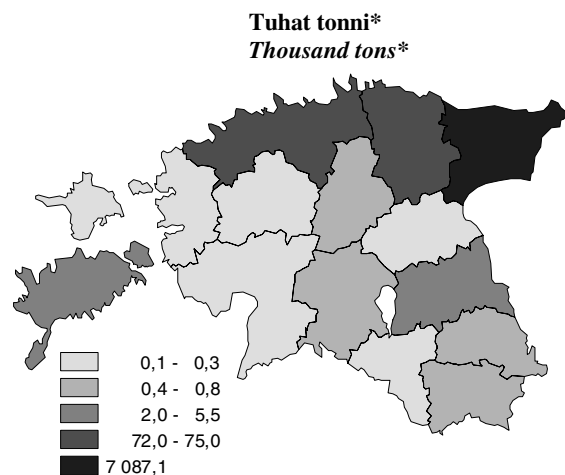 Tuhat tonni*
Thousand tons*
0,1 - 0,3
0,4 - 0,8
2,0 - 5,5
72,0 - 75,0
7 087,1